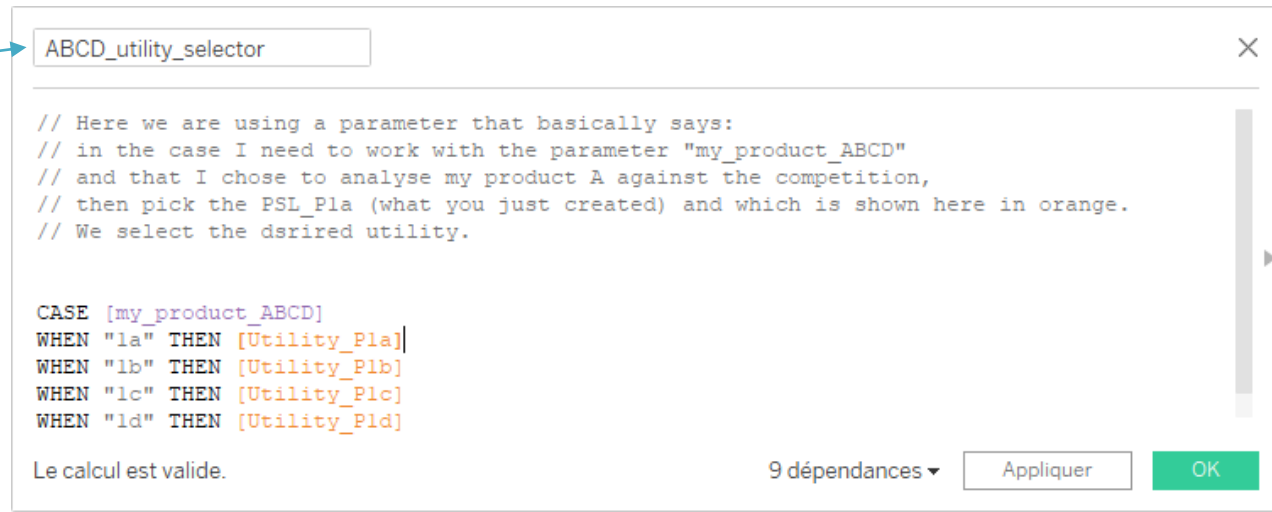 ABCD_utility_selector
// Here we are using a parameter that basically says:
// in the case I need to work with the parameter "my_product_ABCD"
// and that I chose to analyse my product A against the competition,
// then pick the PSL_P1a (what you just created) and which is shown here in orange.
// We select the dsrired utility.
CASE [my_product_ABCD]
WHEN "1a" THEN [Utility_P1a]
WHEN "1b" THEN [Utility_P1b]
WHEN "1c" THEN [Utility_P1c]
WHEN "1d" THEN [Utility_P1d]
Le calcul est valide.
9 dépendances
Appliquer
OK